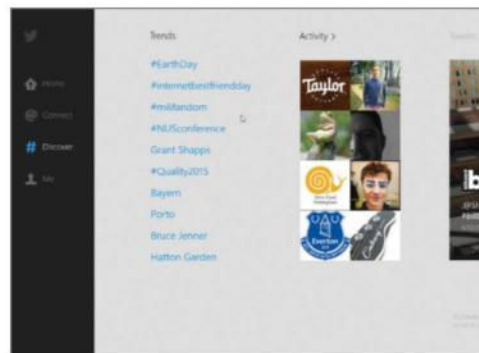 Trends
Activity >
#EarthDay
#internetbestfriendday
#milifandom
#NUSconference
Grant Shapps
#Quality2015
Bayern
Porto
Bruce Jenner
Hatton Garden
Home
Connect
# Discover
Me
Taylor
Everton